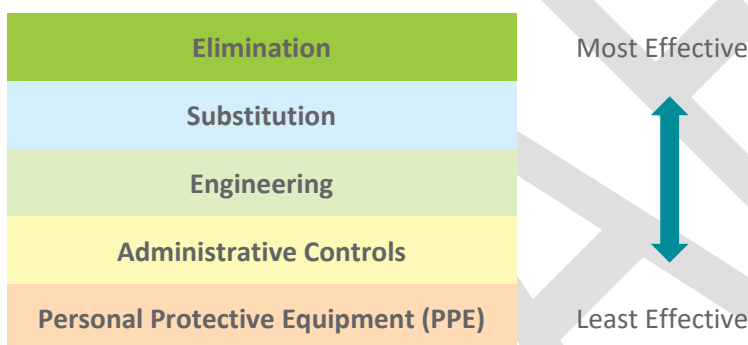 Elimination
Most Effective
Substitution
Engineering
Administrative Controls
Personal Protective Equipment (PPE)
Least Effective